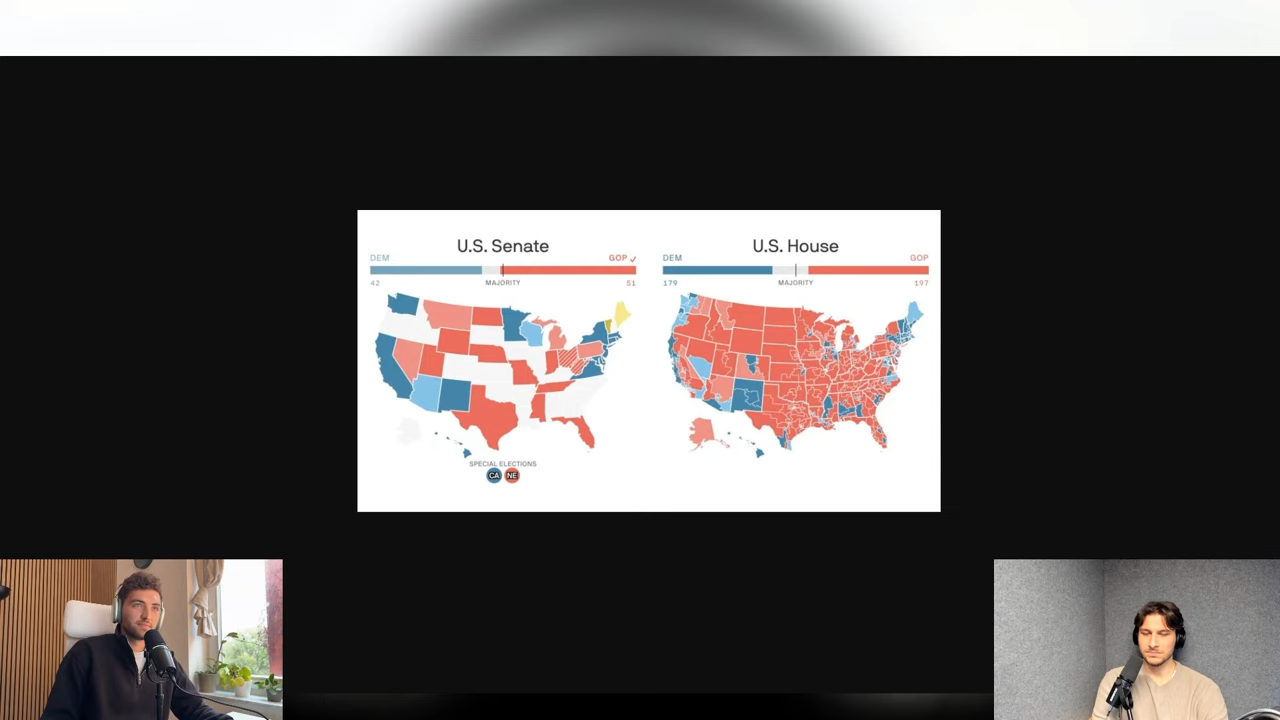 U.S. Senate
DEM
GOP ✓
42
MAJORITY
51
SPECIAL ELECTIONS
CA
NE
U.S. House
DEM
GOP
179
MAJORITY
197